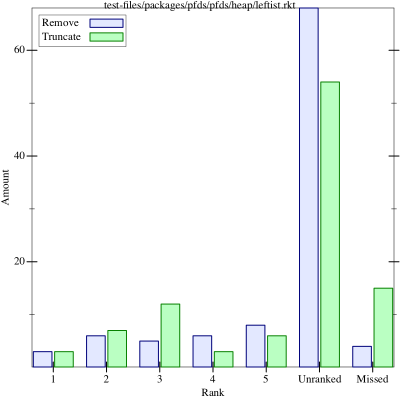 test-files/packages/pfds/pfds/heap/leftist.rkt
Remove
Truncate
60
40
20
Amount
1 2 3 4 5 Unranked Missed
Rank